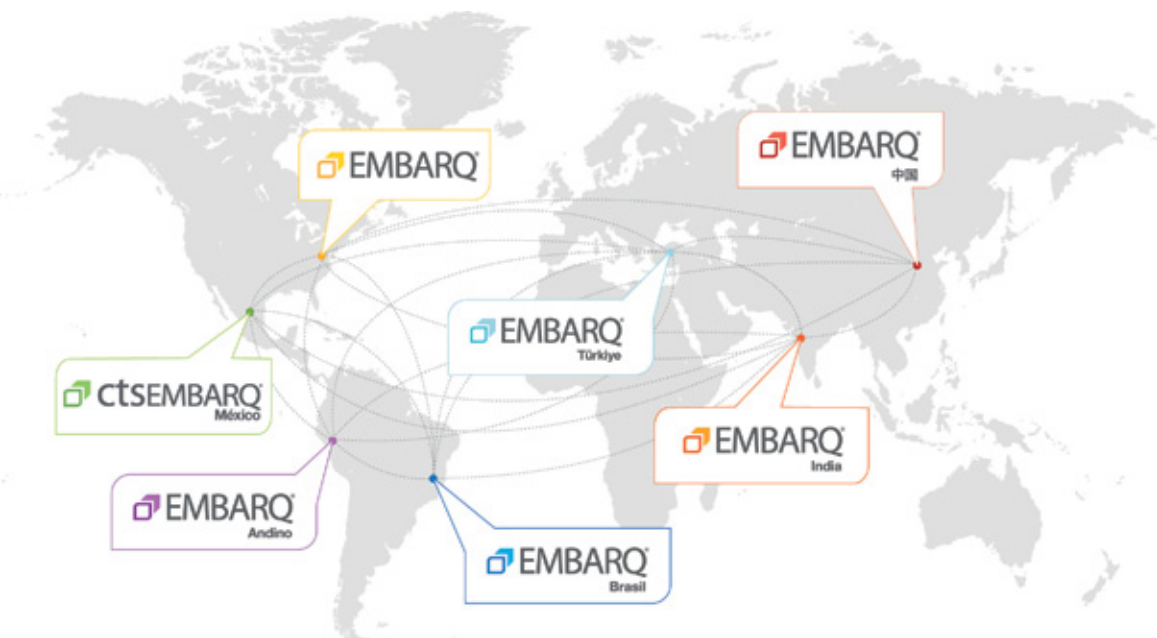 EMBARQ
EMBARQ
中国
EMBARQ
Türkiye
ctsEMBARQ
México
EMBARQ
India
EMBARQ
Andino
EMBARQ
Brasil